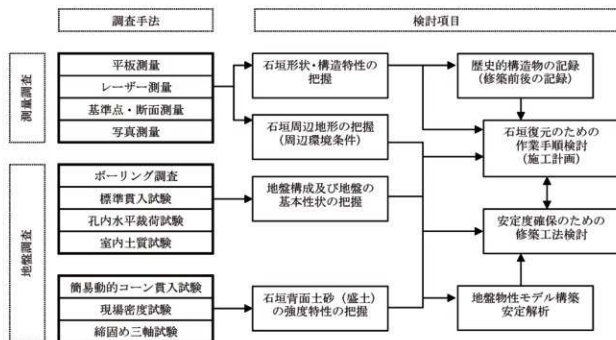 調査手法
検討項目
測量調査
平板測量
レーザー測量
基準点・断面測量
写真測量
地盤調査
ボーリング調査
標準貫入試験
孔内水平載荷試験
室内土質試験
簡易動的コーン貫入試験
現場密度試験
締固め三軸試験
石垣形状・構造特性の
把握
石垣周辺地形の把握
(周辺環境条件)
地盤構成及び地盤の
基本性状の把握
石垣背面土砂(盛土)
の強度特性の把握
歴史的構造物の記録
(修築前後の記録)
石垣復元のための
作業手順検討
(施工計画)
安定度確保のための
修築工法検討
地盤物性モデル構築
安定解析